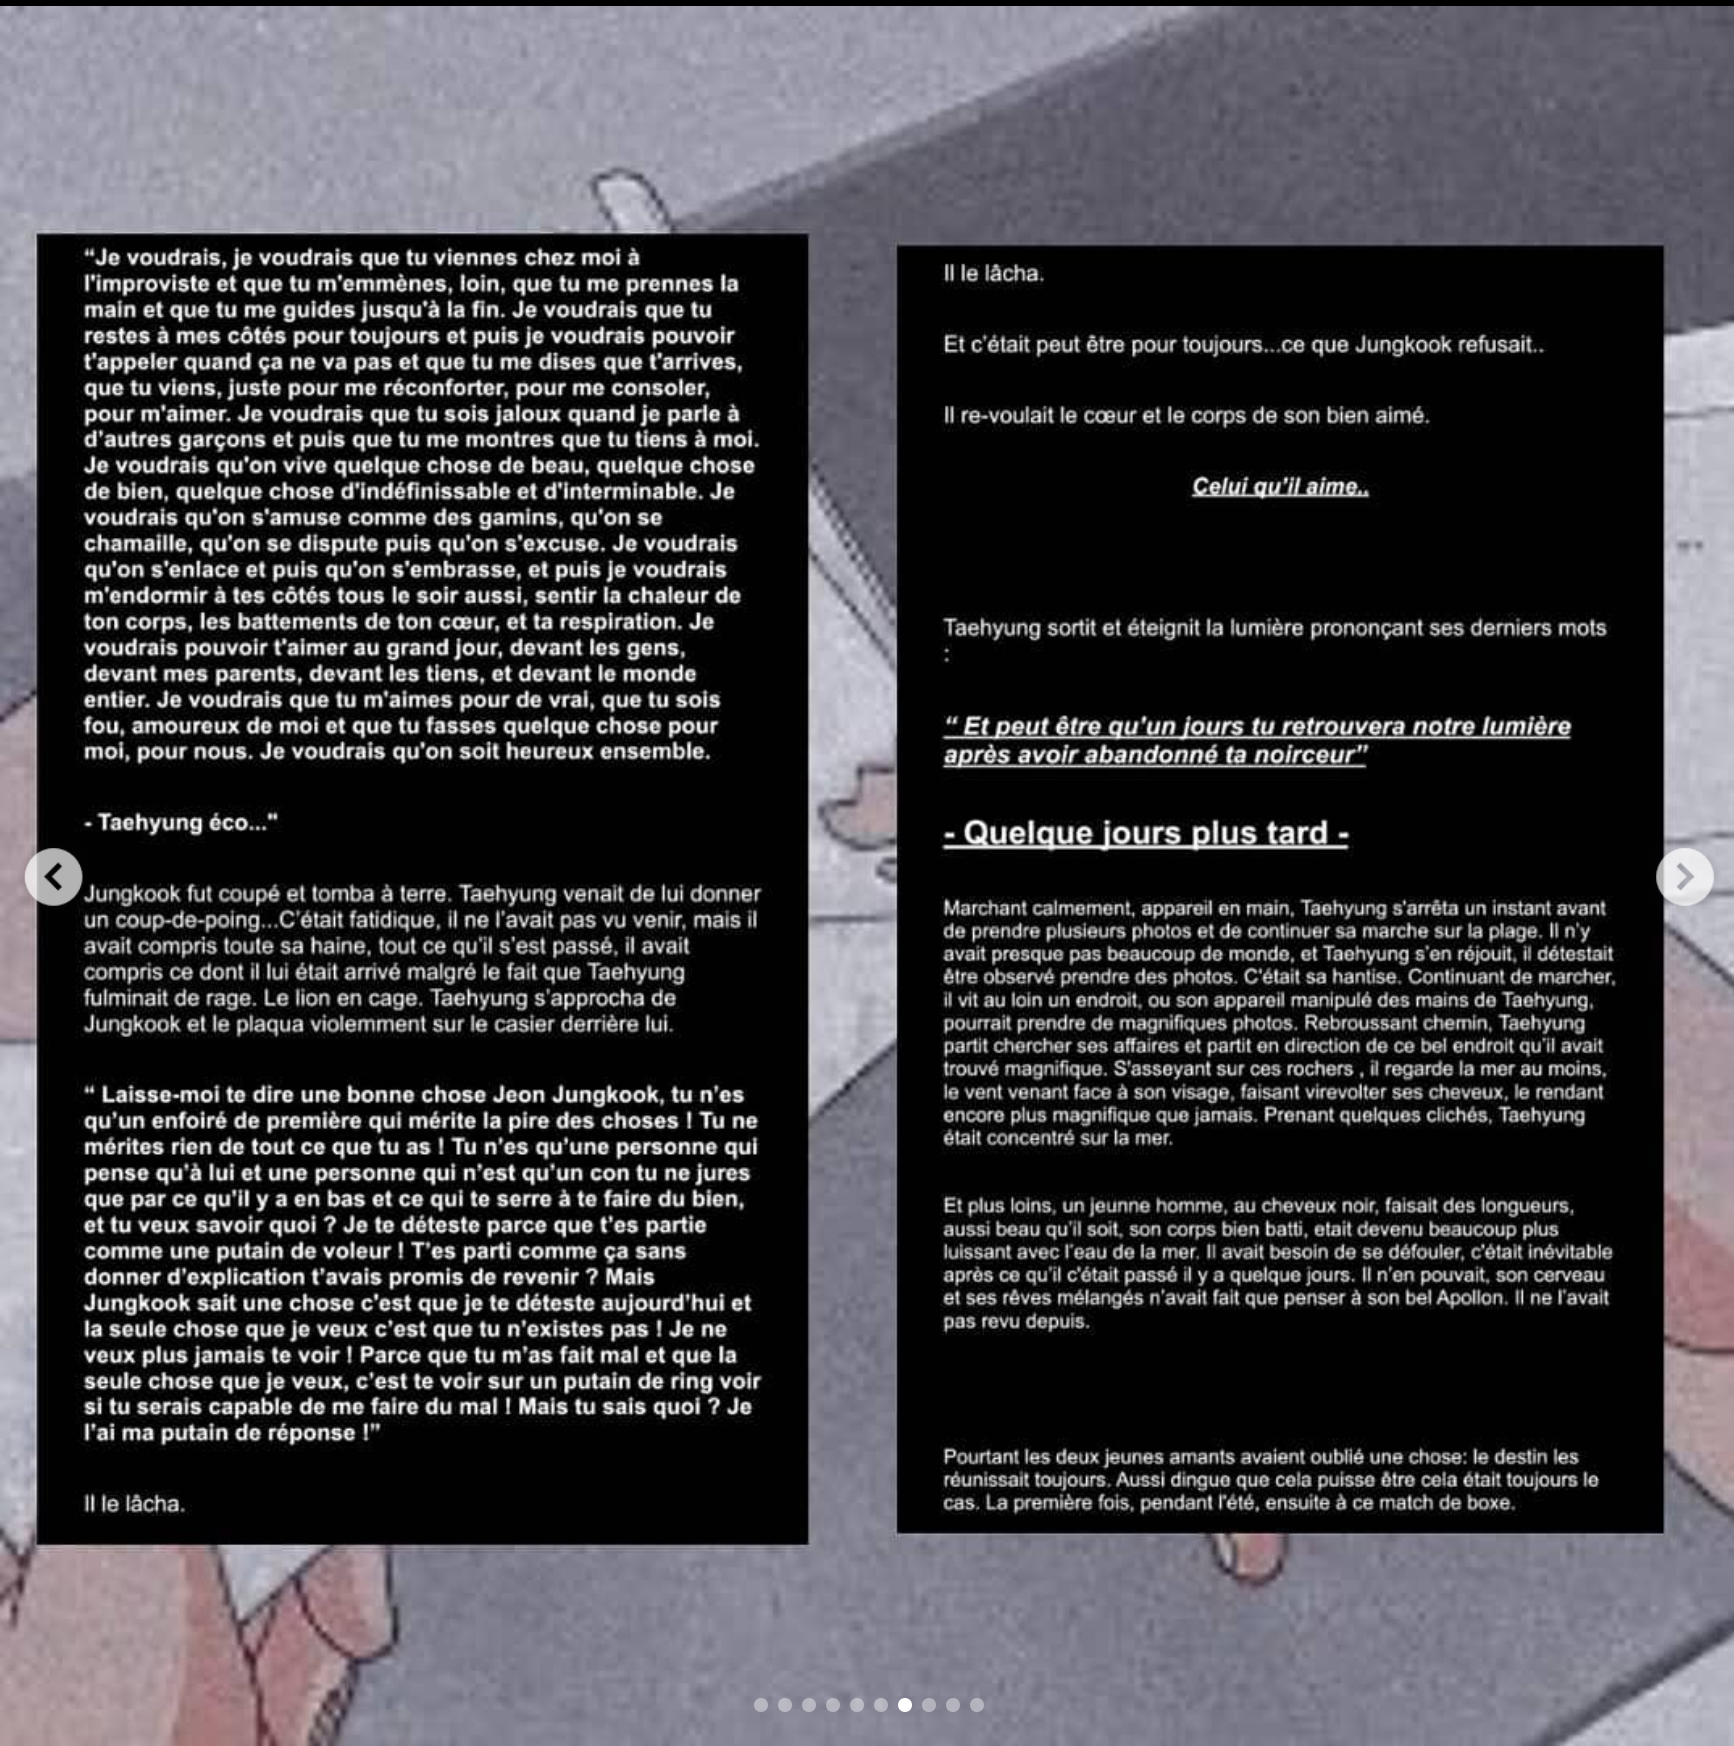 “Je voudrais, je voudrais que tu viennes chez moi à
l'improviste et que tu m'emmènes, loin, que tu me prennes la
main et que tu me guides jusqu'à la fin. Je voudrais que tu
restes à mes côtés pour toujours et puis je voudrais pouvoir
t'appeler quand ça ne va pas et que tu me dises que t'arrives,
que tu viens, juste pour me réconforter, pour me consoler,
pour m'aimer. Je voudrais que tu sois jaloux quand je parle à
d'autres garçons et puis que tu me montres que tu tiens à moi.
Je voudrais qu'on vive quelque chose de beau, quelque chose
de bien, quelque chose d'indéfinissable et d'interminable. Je
voudrais qu'on s'amuse comme des gamins, qu'on se
chamaille, qu'on se dispute puis qu'on s'excuse. Je voudrais
qu'on s'enlace et puis qu'on s'embrasse, et puis je voudrais
m'endormir à tes côtés tous le soir aussi, sentir la chaleur de
ton corps, les battements de ton cœur, et ta respiration. Je
voudrais pouvoir t'aimer au grand jour, devant les gens,
devant mes parents, devant les tiens, et devant le monde
entier. Je voudrais que tu m'aimes pour de vrai, que tu sois
fou, amoureux de moi et que tu fasses quelque chose pour
moi, pour nous. Je voudrais qu'on soit heureux ensemble.
- Taehyung éco..."
Jungkook fut coupé et tomba à terre. Taehyung venait de lui donner
un coup-de-poing...C’était fatidique, il ne l’avait pas vu venir, mais il
avait compris toute sa haine, tout ce qu’il s’est passé, il avait
compris ce dont il lui était arrivé malgré le fait que Taehyung
fulminait de rage. Le lion en cage. Taehyung s’approcha de
Jungkook et le plaqua violemment sur le casier derrière lui.
“ Laisse-moi te dire une bonne chose Jeon Jungkook, tu n’es
qu’un enfoiré de première qui mérite la pire des choses ! Tu ne
mérites rien de tout ce que tu as ! Tu n’es qu’une personne qui
pense qu’à lui et une personne qui n’est qu’un con tu ne jures
que par ce qu’il y a en bas et ce qui te serre à te faire du bien,
et tu veux savoir quoi ? Je te déteste parce que t’es partie
comme une putain de voleur ! T’es parti comme ça sans
donner d’explication t’avais promis de revenir ? Mais
Jungkook sait une chose c’est que je te déteste aujourd’hui et
la seule chose que je veux c’est que tu n’existes pas ! Je ne
veux plus jamais te voir ! Parce que tu m’as fait mal et que la
seule chose que je veux, c’est te voir sur un putain de ring voir
si tu serais capable de me faire du mal ! Mais tu sais quoi ? Je
l’ai ma putain de réponse !”
Il le lâcha.
Il le lâcha.
Et c’était peut être pour toujours...ce que Jungkook refusait..
Il re-voulait le cœur et le corps de son bien aimé.
Celui qu’il aime..
Taehyung sortit et éteignit la lumière prononçant ses derniers mots
:
“ Et peut être qu’un jours tu retrouvera notre lumière
après avoir abandonné ta noirceur”
- Quelque jours plus tard -
Marchant calmement, appareil en main, Taehyung s’arrêta un instant avant
de prendre plusieurs photos et de continuer sa marche sur la plage. Il n’y
avait presque pas beaucoup de monde, et Taehyung s’en réjouit, il détestait
être observé prendre des photos. C’était sa hantise. Continuant de marcher,
il vit au loin un endroit, ou son appareil manipulé des mains de Taehyung,
pourrait prendre de magnifiques photos. Rebroussant chemin, Taehyung
partit chercher ses affaires et partit en direction de ce bel endroit qu’il avait
trouvé magnifique. S’asseyant sur ces rochers , il regarde la mer au moins,
le vent venant face à son visage, faisant virevolter ses cheveux, le rendant
encore plus magnifique que jamais. Prenant quelques clichés, Taehyung
était concentré sur la mer.
Et plus loins, un jeunne homme, au cheveux noir, faisait des longueurs,
aussi beau qu’il soit, son corps bien batti, etait devenu beaucoup plus
luissant avec l’eau de la mer. Il avait besoin de se défouler, c’était inévitable
après ce qu’il c’était passé il y a quelque jours. Il n’en pouvait, son cerveau
et ses rêves mélangés n’avait fait que penser à son bel Apollon. Il ne l’avait
pas revu depuis.
Pourtant les deux jeunes amants avaient oublié une chose: le destin les
réunissait toujours. Aussi dingue que cela puisse être cela était toujours le
cas. La première fois, pendant l’été, ensuite à ce match de boxe.